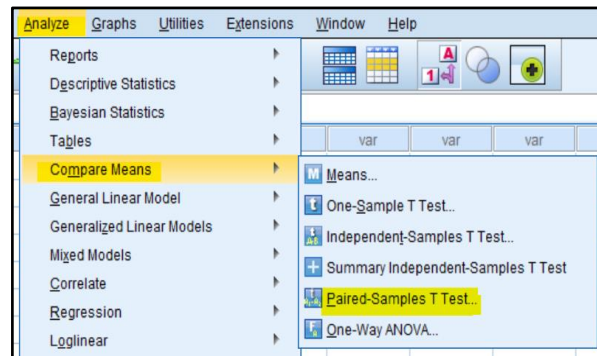 Analyze Graphs Utilities Extensions Window Help
Reports
Descriptive Statistics
Bayesian Statistics
Tables
var var var
Compare Means
M Means...
General Linear Model
t One-Sample T Test...
Generalized Linear Models
Independent-Samples T Test...
Mixed Models
Summary Independent-Samples T Test
Correlate
Paired-Samples T Test...
Regression
One-Way ANOVA...
Loglinear
A
1